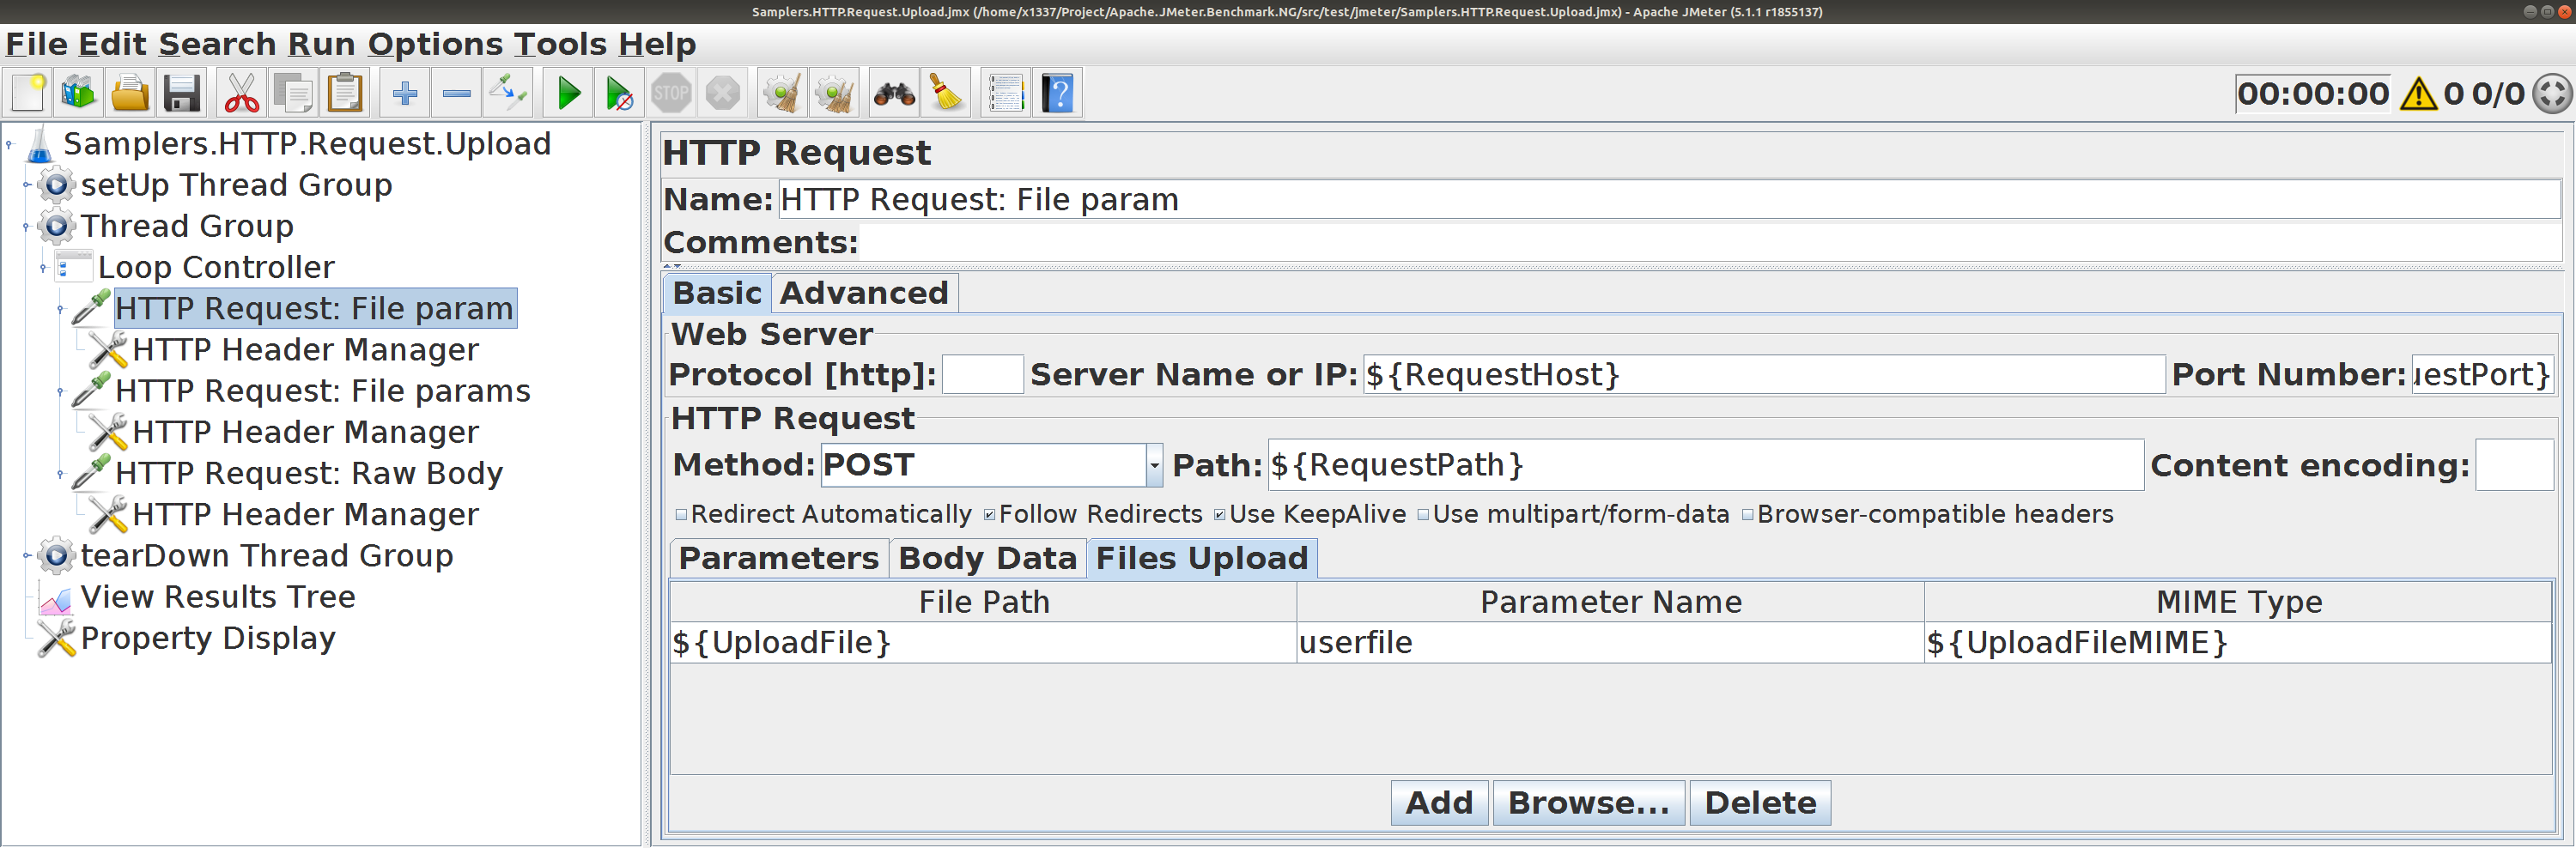 Samplers.HTTP.Request.Upload.jmx (/home/x1337/Project/Apache.JMeter.Benchmark.NG/src/test/jmeter/Samplers.HTTP.Request.Upload.jmx) - Apache JMeter (5.1.1 r1855137)
File Edit Search Run Options Tools Help
STOP
00:00:00 0 0/0
Samplers.HTTP.Request.Upload
setUp Thread Group
Thread Group
Loop Controller
HTTP Request: File param
HTTP Header Manager
HTTP Request: File params
HTTP Header Manager
HTTP Request: Raw Body
HTTP Header Manager
tearDown Thread Group
View Results Tree
Property Display
HTTP Request
Name: HTTP Request: File param
Comments:
Basic Advanced
Web Server
Protocol [http]: Server Name or IP: ${RequestHost} Port Number: uestPort}
HTTP Request
Method: POST Path: ${RequestPath} Content encoding:
Redirect Automatically Follow Redirects Use KeepAlive Use multipart/form-data Browser-compatible headers
Parameters Body Data Files Upload
File Path Parameter Name MIME Type
${UploadFile} userfile ${UploadFileMIME}
Add Browse... Delete